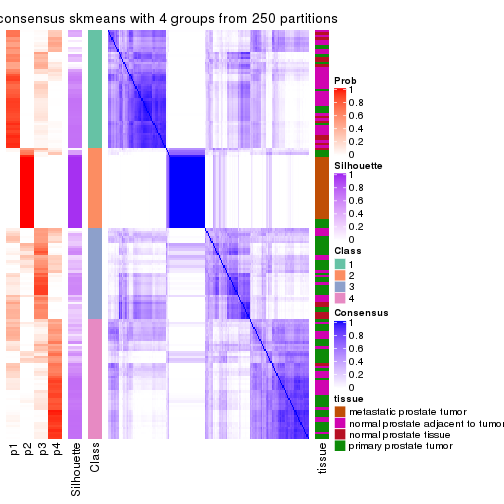 consensus skmeans with 4 groups from 250 partitions
Prob
1
0.8
0.6
0.4
0.2
0
Silhouette
1
0.8
0.6
0.4
0.2
0
Class
1
2
3
4
Consensus
1
0.8
0.6
0.4
0.2
0
tissue
metastatic prostate tumor
normal prostate adjacent to tumor
normal prostate tissue
primary prostate tumor
p1
p2
p3
p4
Silhouette
Class
tissue